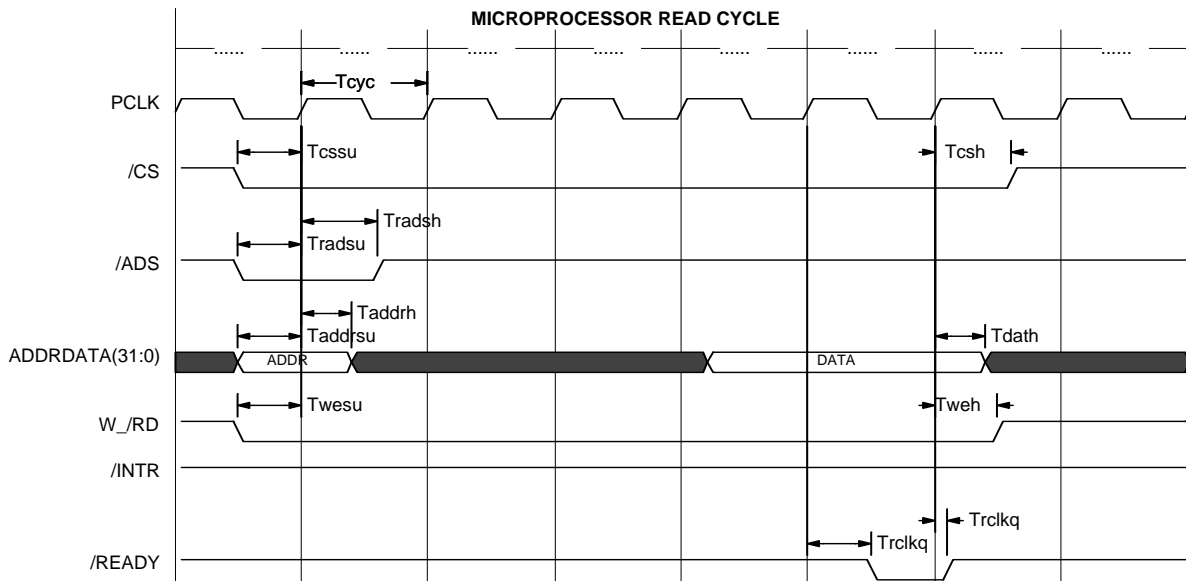 MICROPROCESSOR READ CYCLE
...... ...... ...... ...... ...... ...... ...... ......
Tcyc
PCLK
Tcssu Tcsh
/CS
Tradsh
Tradsu
/ADS
Taddrh
Taddrsu Tdath
ADDRDATA(31:0) ADDR DATA
Twesu Tweh
W_/RD
/INTR
Trclkq
Trclkq
/READY